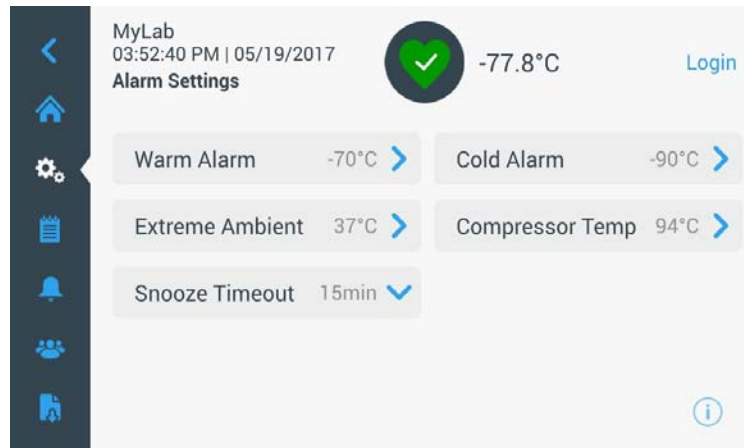 MyLab
03:52:40 PM | 05/19/2017
Alarm Settings
-77.8°C
Login
Warm Alarm -70°C
Cold Alarm -90°C
Extreme Ambient 37°C
Compressor Temp 94°C
Snooze Timeout 15min